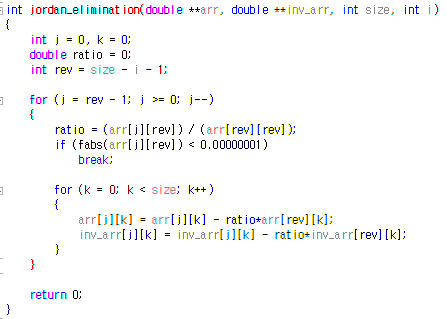 int jordan_elimination(double **arr, double **inv_arr, int size, int i)
{
int j = 0, k = 0;
double ratio = 0;
int rev = size - i - 1;
for (j = rev - 1; j >= 0; j--)
{
ratio = (arr[j][rev]) / (arr[rev][rev]);
if (fabs(arr[j][rev]) < 0.00000001)
break;
for (k = 0; k < size; k++)
{
arr[j][k] = arr[j][k] - ratio*arr[rev][k];
inv_arr[j][k] = inv_arr[j][k] - ratio*inv_arr[rev][k];
}
}
return 0;
}